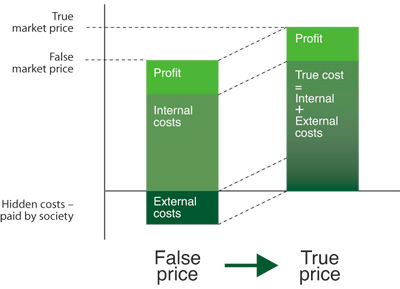 True
market price
False
market price
Profit
Internal
costs
External
costs
Hidden costs –
paid by society
Profit
True cost
=
Internal
+
External
costs
False
price
True
price